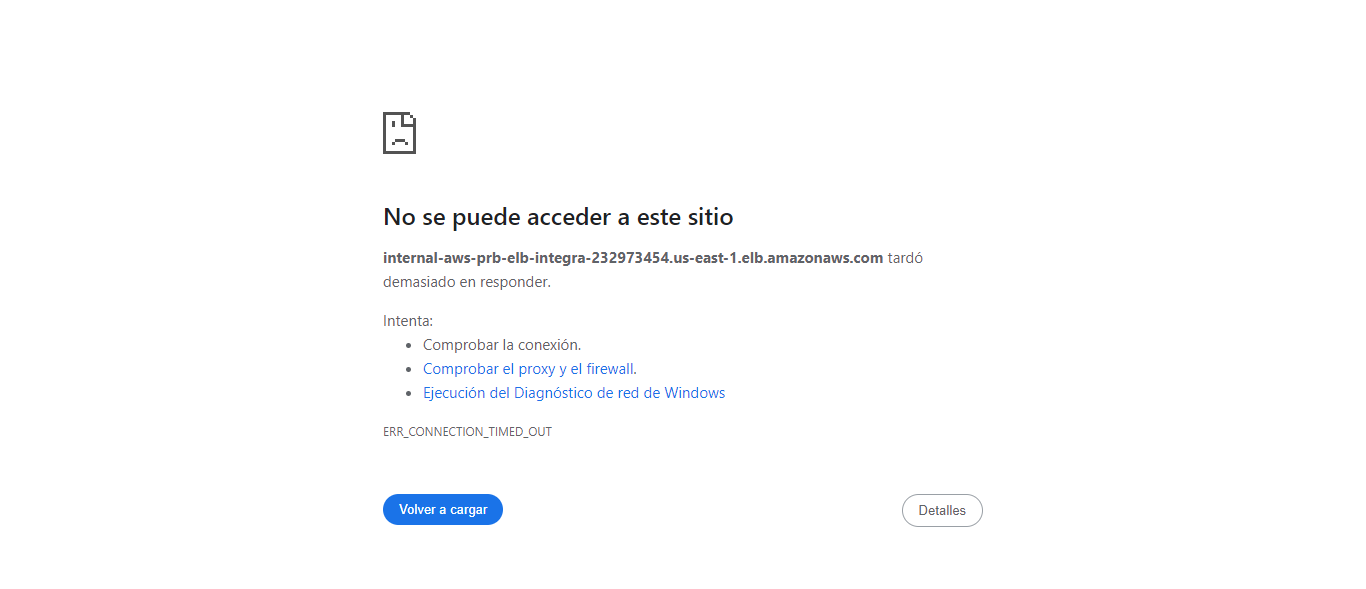 No se puede acceder a este sitio
internal-aws-prb-elb-integra-232973454.us-east-1.elb.amazonaws.com tardó
demasiado en responder.
Intenta:
• Comprobar la conexión.
• Comprobar el proxy y el firewall.
• Ejecución del Diagnóstico de red de Windows
ERR_CONNECTION_TIMED_OUT
Volver a cargar
Detalles